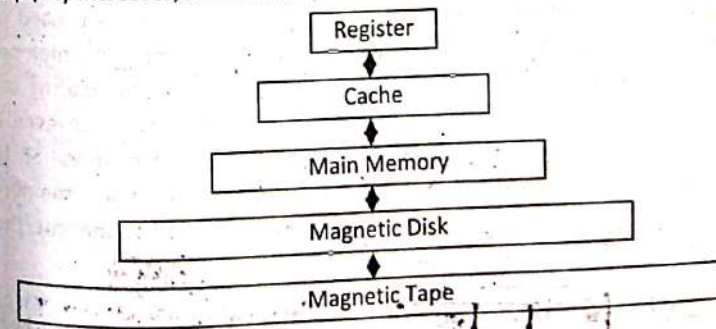 Register
Cache
Main Memory
Magnetic Disk
Magnetic Tape